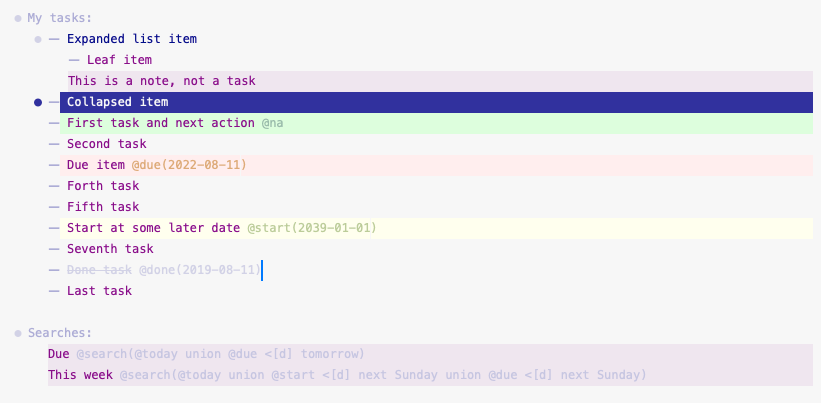 My tasks:
— Expanded list item
— Leaf item
This is a note, not a task
— Collapsed item
— First task and next action @na
— Second task
— Due item @due(2022-08-11)
— Forth task
— Fifth task
— Start at some later date @start(2039-01-01)
— Seventh task
— Done task @done(2019-08-11)
— Last task
Searches:
Due @search(@today union @due <[d] tomorrow)
This week @search(@today union @start <[d] next Sunday union @due <[d] next Sunday)